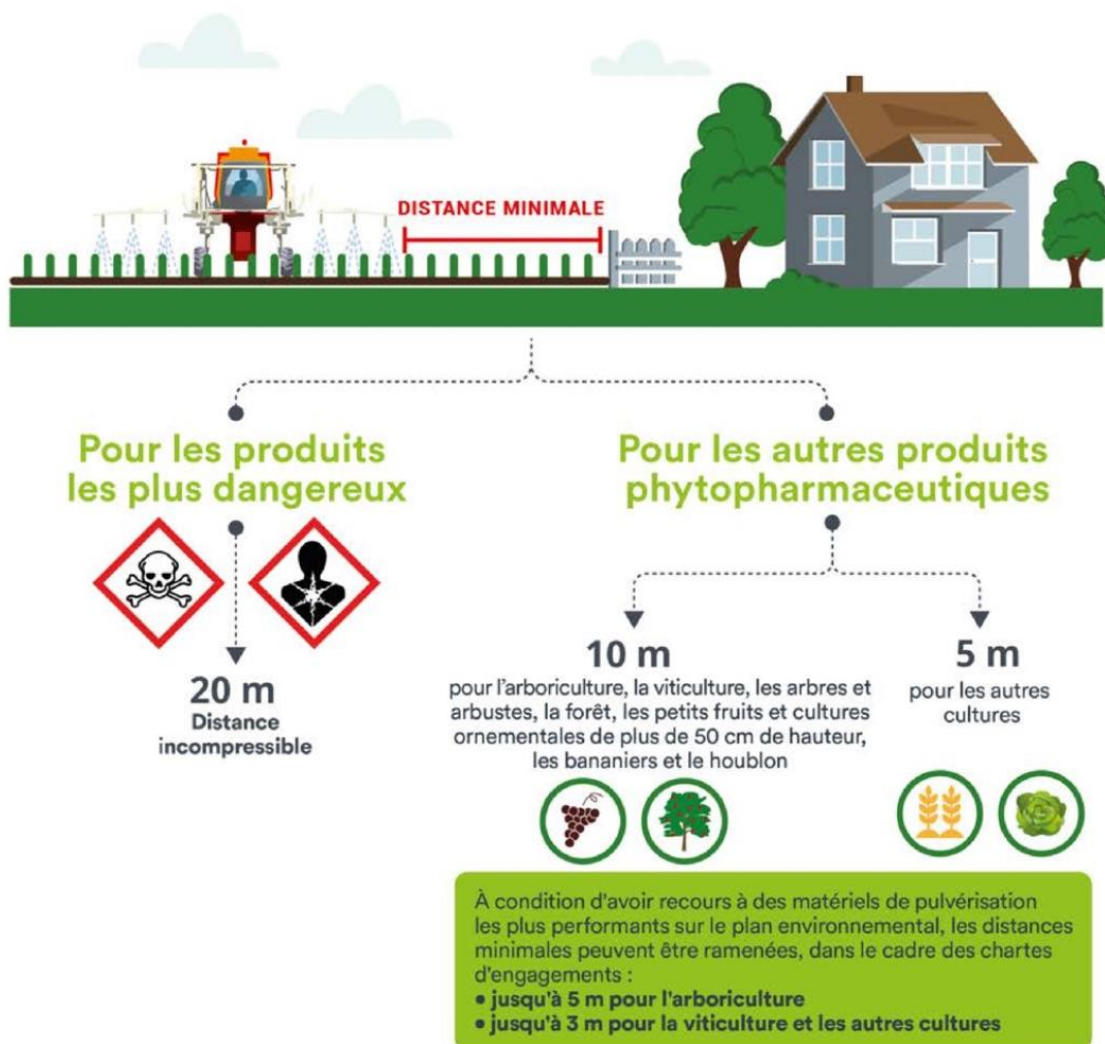 DISTANCE MINIMALE
Pour les produits
les plus dangereux
20 m
Distance
incompressible
Pour les autres produits
phytopharmaceutiques
10 m
pour l'arboriculture, la viticulture, les arbres et
arbustes, la forêt, les petits fruits et cultures
ornementales de plus de 50 cm de hauteur,
les bananiers et le houblon
5 m
pour les autres
cultures
À condition d'avoir recours à des matériels de pulvérisation
les plus performants sur le plan environnemental, les distances
minimales peuvent être ramenées, dans le cadre des chartes
d'engagements :
• jusqu'à 5 m pour l'arboriculture
• jusqu'à 3 m pour la viticulture et les autres cultures